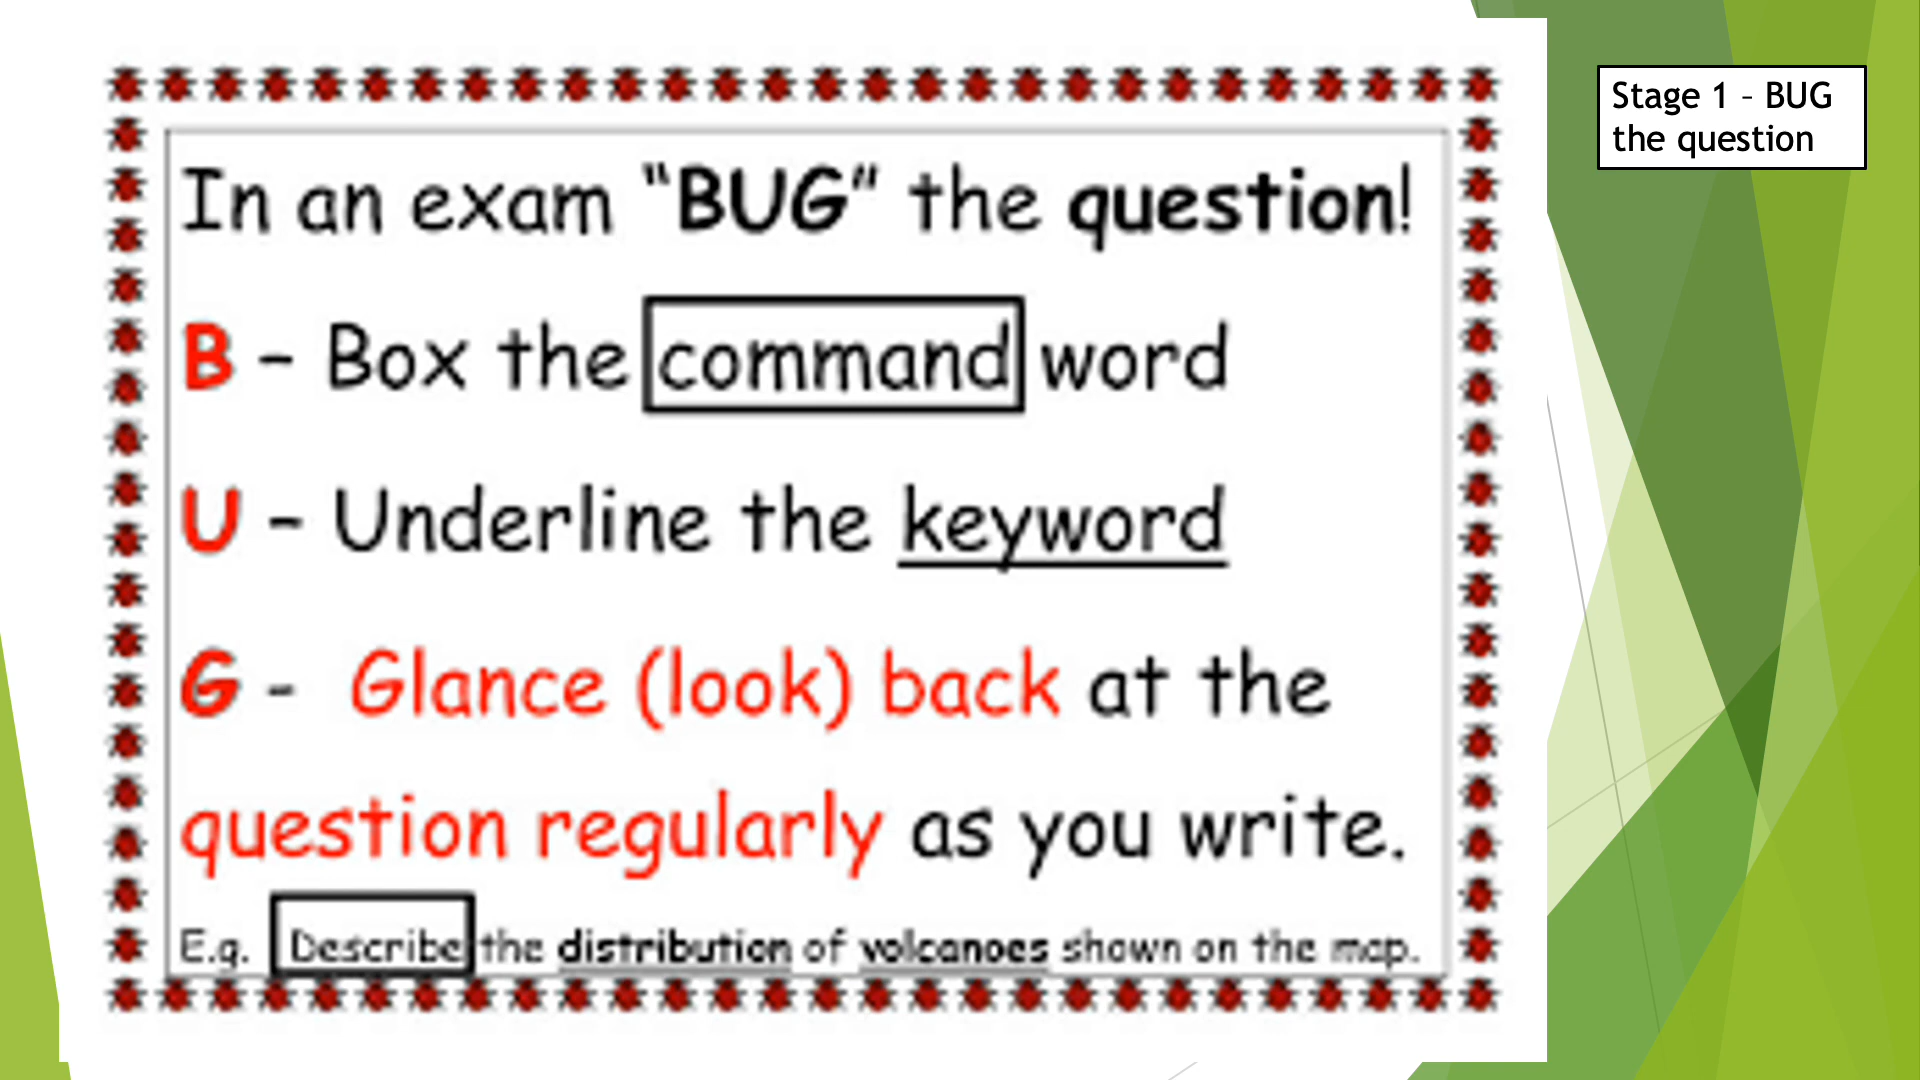 In an exam “BUG” the question!
B – Box the command word
U – Underline the keyword
G - Glance (look) back at the
question regularly as you write.
E.g. Describe the distribution of volcanoes shown on the map.
Stage 1 – BUG
the question